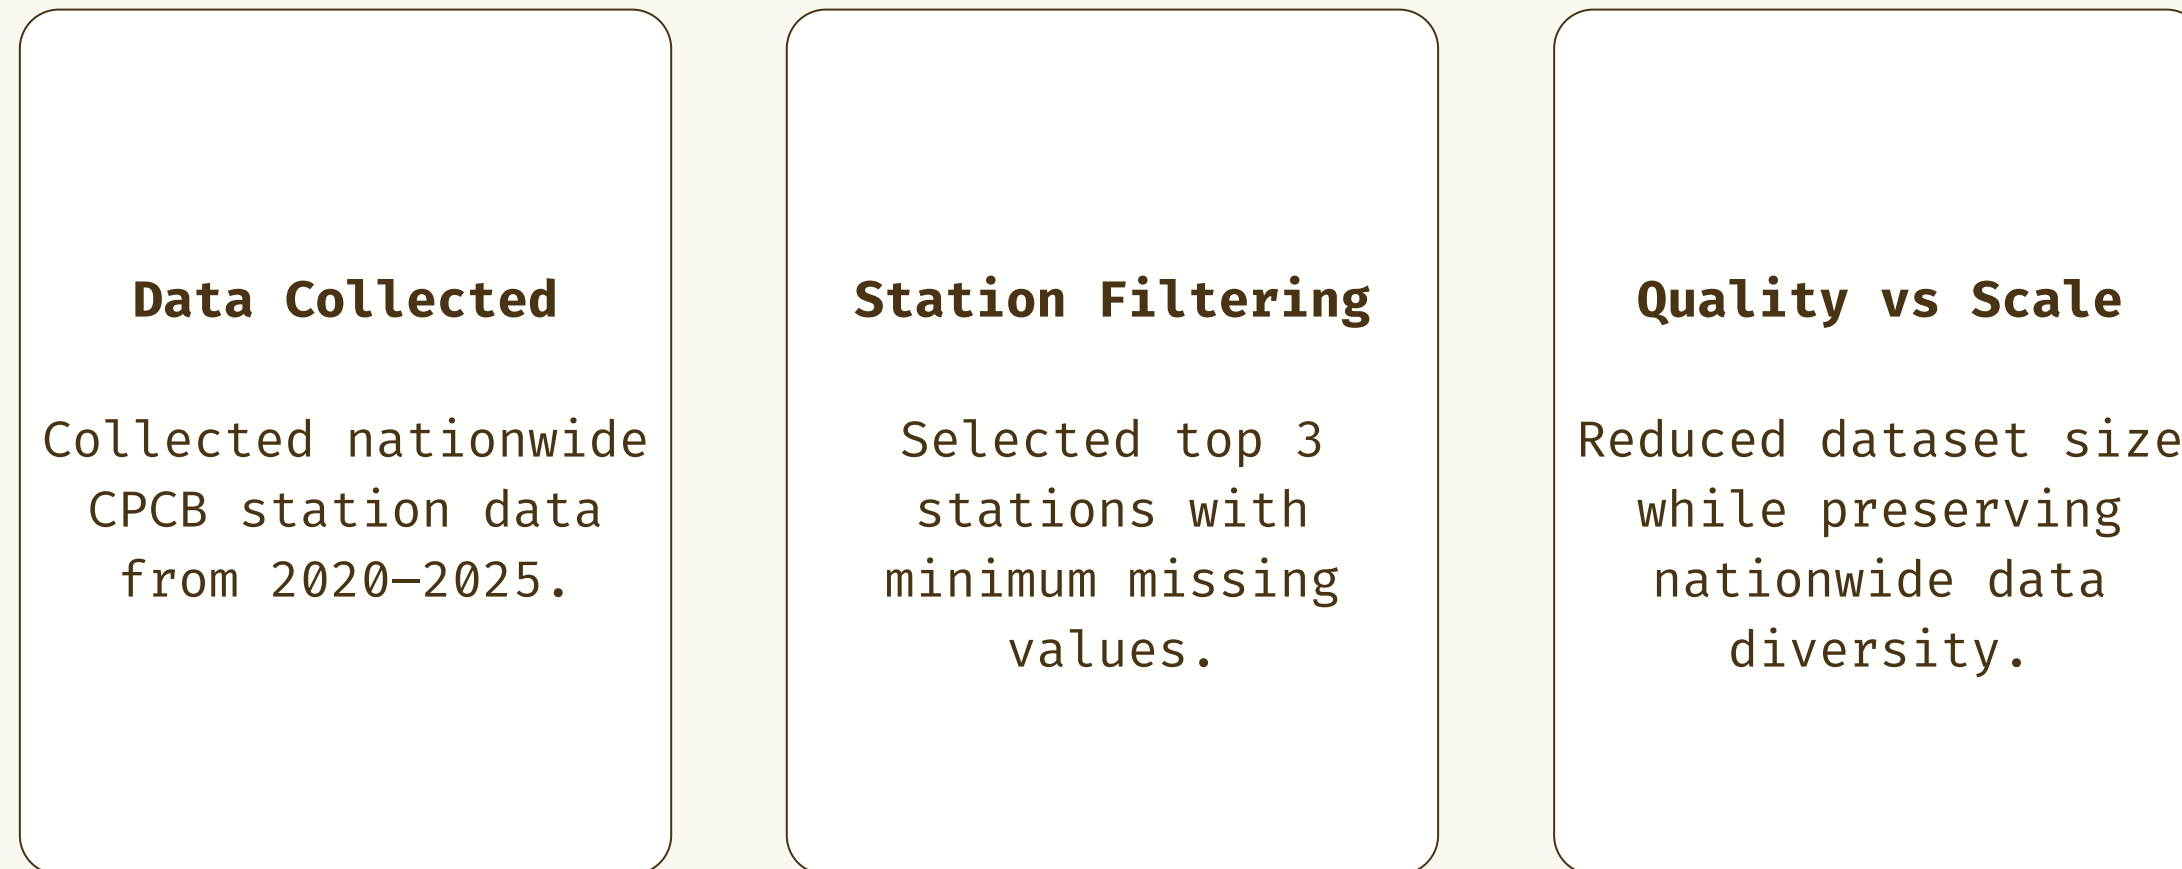 Data Collected
Collected nationwide
CPCB station data
from 2020–2025.
Station Filtering
Selected top 3
stations with
minimum missing
values.
Quality vs Scale
Reduced dataset size
while preserving
nationwide data
diversity.